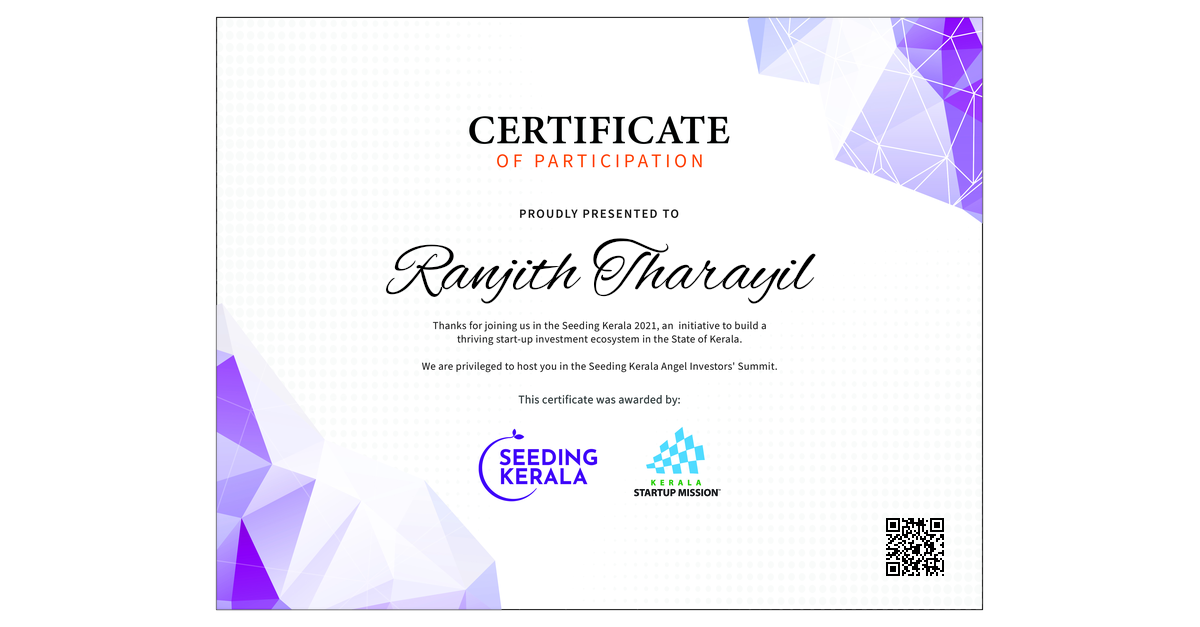 CERTIFICATE
OF PARTICIPATION
PROUDLY PRESENTED TO
Ranjith Tharayil
Thanks for joining us in the Seeding Kerala 2021, an initiative to build a
thriving start-up investment ecosystem in the State of Kerala.
We are privileged to host you in the Seeding Kerala Angel Investors' Summit.
This certificate was awarded by:
SEEDING
KERALA
KERALA
STARTUP MISSION